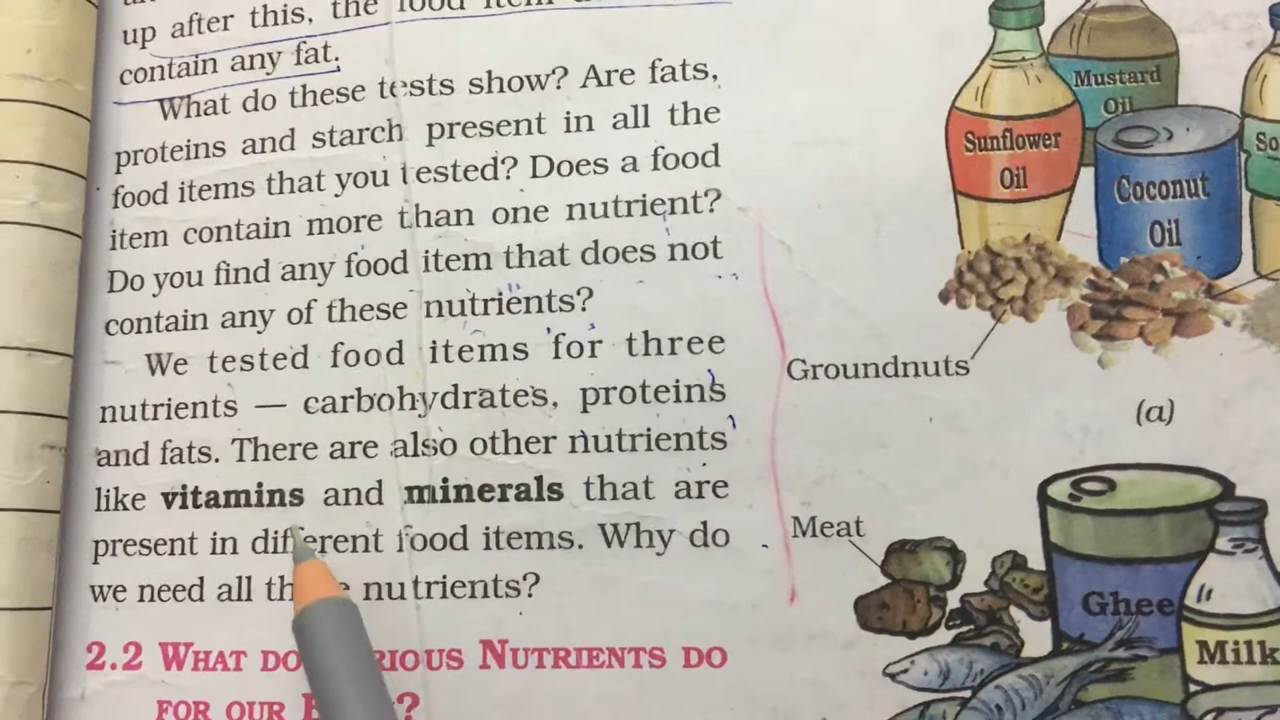 up after this, the food item
contain any fat.
What do these tests show? Are fats,
proteins and starch present in all the
food items that you tested? Does a food
item contain more than one nutrient?
Do you find any food item that does not
contain any of these nutrients?
We tested food items for three
nutrients — carbohydrates, proteins
and fats. There are also other nutrients
like vitamins and minerals that are
present in different food items. Why do
we need all nutrients?
2.2 WHAT DO NUTRIENTS DO
FOR OUR ?
Mustard
Oil
Sunflower
Oil
Coconut
Oil
So
Groundnuts
(a)
Meat
Ghee
Milk